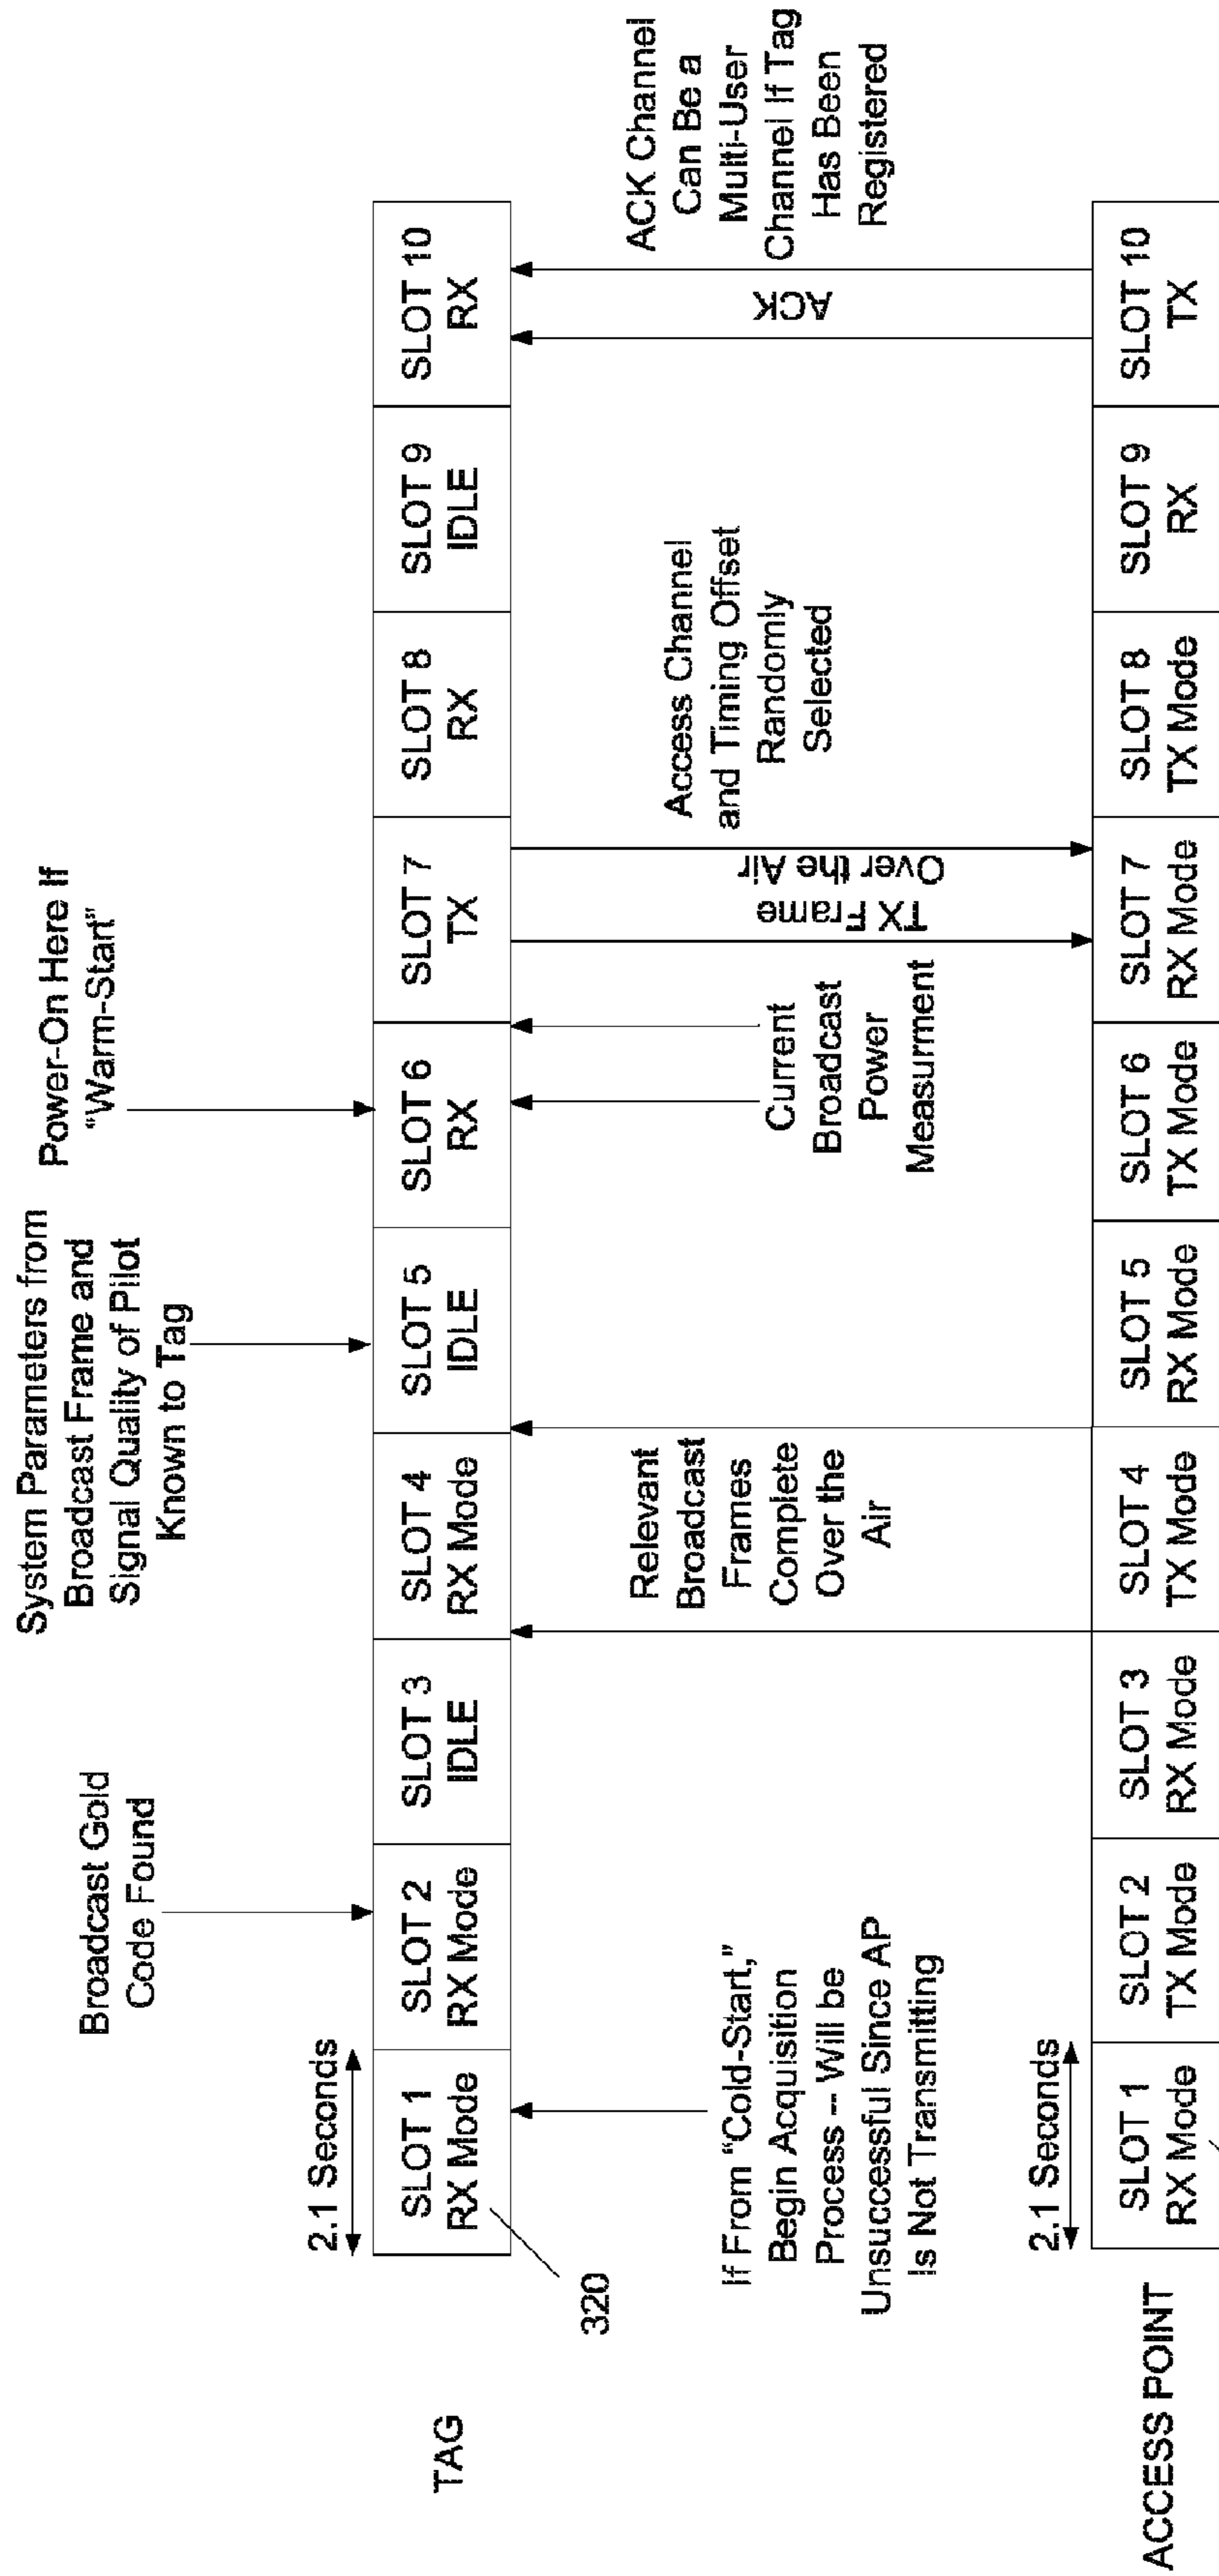 System Parameters from
Broadcast Frame and
Signal Quality of Pilot
Known to Tag
Power-On Here If
“Warm-Start”
Broadcast Gold
Code Found
2.1 Seconds
TAG
SLOT 1
RX Mode
SLOT 2
RX Mode
SLOT 3
IDLE
SLOT 4
RX Mode
SLOT 5
IDLE
SLOT 6
RX
SLOT 7
TX
SLOT 8
RX
SLOT 9
IDLE
SLOT 10
RX
320
If From “Cold-Start,”
Begin Acquisition
Process -- Will be
Unsuccessful Since AP
Is Not Transmitting
Relevant
Broadcast
Frames
Complete
Over the
Air
Current
Broadcast
Power
Measurment
TX Frame
Over the Air
Access Channel
and Timing Offset
Randomly
Selected
ACK
ACK Channel
Can Be a
Multi-User
Channel If Tag
Has Been
Registered
2.1 Seconds
ACCESS POINT
SLOT 1
RX Mode
SLOT 2
TX Mode
SLOT 3
RX Mode
SLOT 4
TX Mode
SLOT 5
RX Mode
SLOT 6
TX Mode
SLOT 7
RX Mode
SLOT 8
TX Mode
SLOT 9
RX
SLOT 10
TX